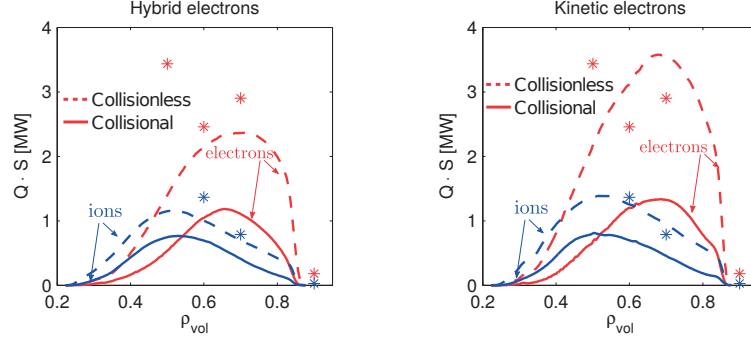 Hybrid electrons
4
3
2
1
0
Q · S [MW]
Collisionless
Collisional
electrons
ions
0.2
0.4
0.6
0.8
ρvol
Kinetic electrons
4
3
2
1
0
Q · S [MW]
Collisionless
Collisional
electrons
ions
0.2
0.4
0.6
0.8
ρvol